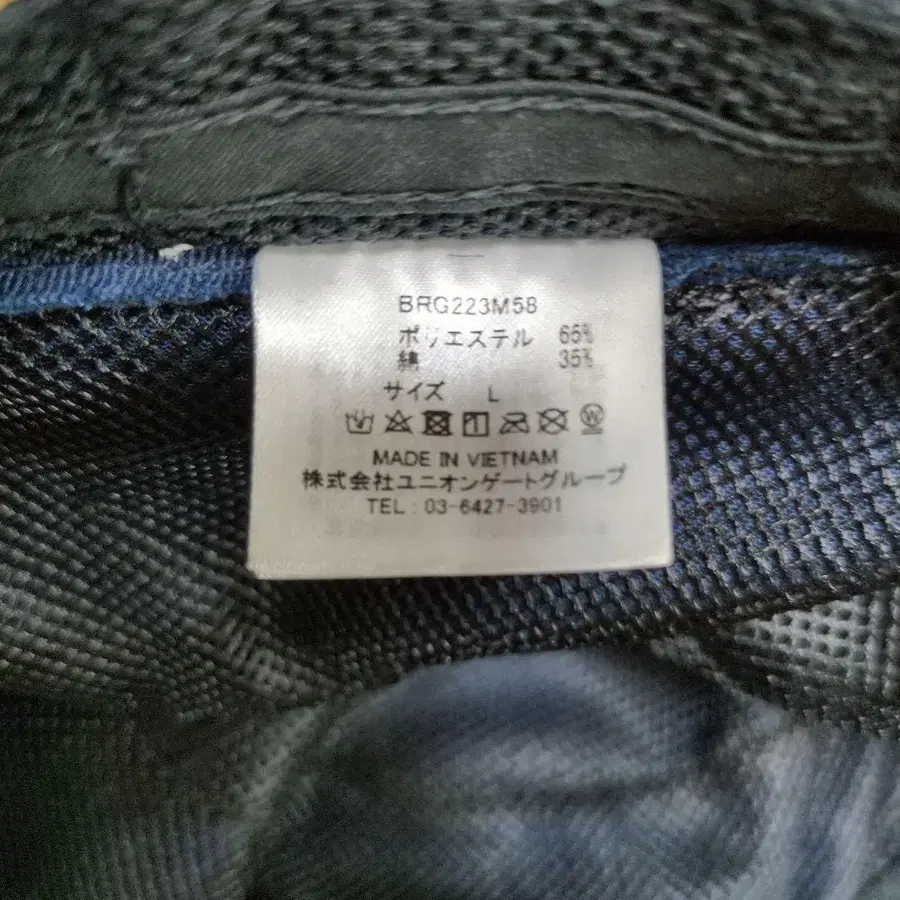 BRG223M58
ポリエステル 65%
綿 35%
サイズ L
MADE IN VIETNAM
株式会社ユニオンゲートグループ
TEL : 03-6427-3901